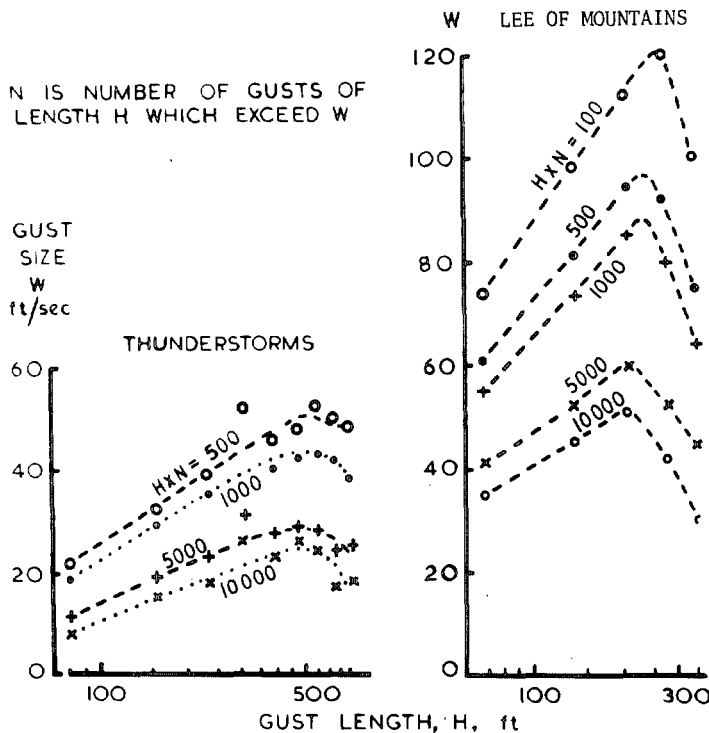 N IS NUMBER OF GUSTS OF
LENGTH H WHICH EXCEED W
GUST
SIZE
W
ft/sec
THUNDERSTORMS
60
40
20
0
HxN = 500
1000
5000
10000
100
500
W LEE OF MOUNTAINS
120
100
80
60
40
20
0
HxN = 100
500
1000
5000
10000
100
300
GUST LENGTH, H, ft